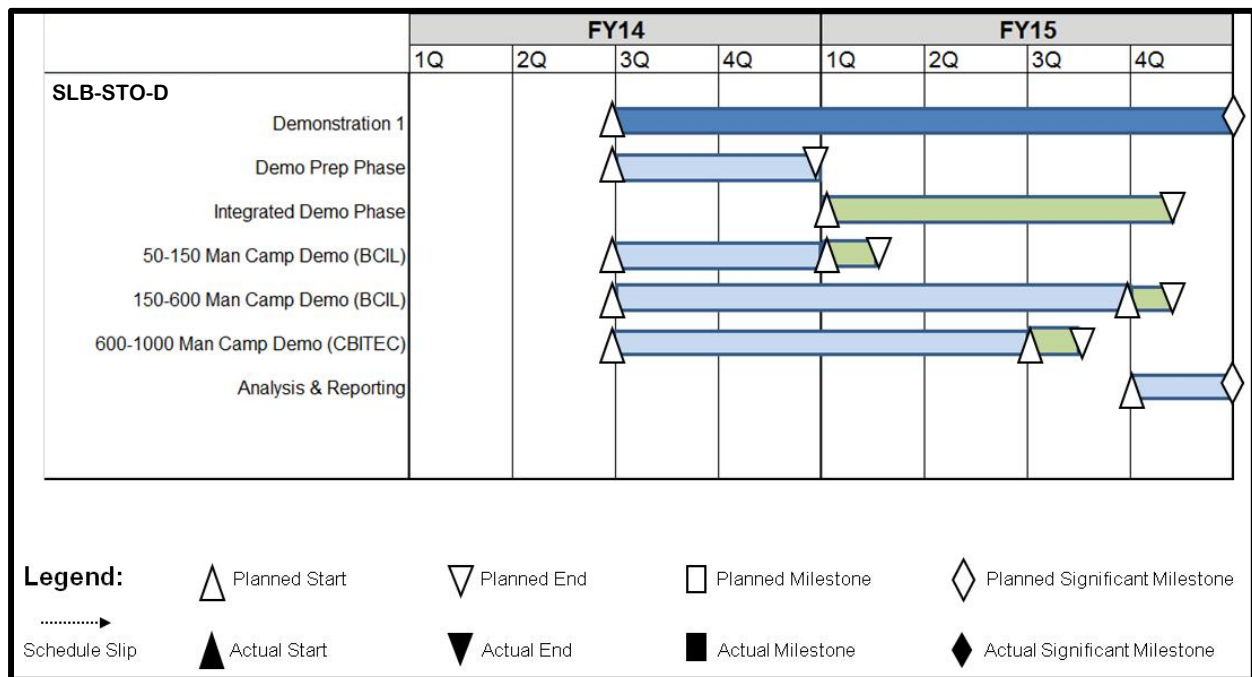 FY14 FY15
1Q 2Q 3Q 4Q 1Q 2Q 3Q 4Q
SLB-STO-D
Demonstration 1
Demo Prep Phase
Integrated Demo Phase
50-150 Man Camp Demo (BCIL)
150-600 Man Camp Demo (BCIL)
600-1000 Man Camp Demo (CBITEC)
Analysis & Reporting
Legend: Planned Start Planned End Planned Milestone Planned Significant Milestone
Schedule Slip Actual Start Actual End Actual Milestone Actual Significant Milestone